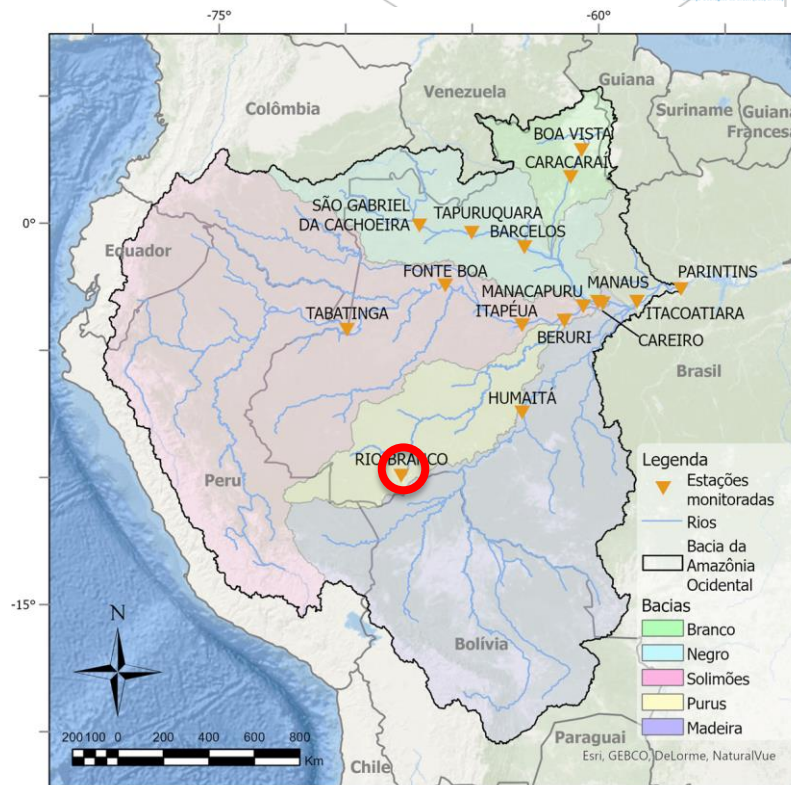 -75°
-60°
Venezuela
Guiana
Colômbia
Suriname
Guiana
Francesa
BOA VISTA
CARACARAÍ
SÃO GABRIEL
DA CACHOEIRA
TAPURUQUARA
BARCELOS
0°
Equador
FONTE BOA
MANAUS
PARINTINS
MANACAPURU
TABATINGA
ITAPÉUA
ITACOATIARA
BERURI
CAREIRO
Brasil
HUMAITÁ
RIO BRANCO
Peru
Legenda
Estações
monitoradas
Rios
Bacia da
Amazônia
Ocidental
-15°
N
Bacias
Branco
Negro
Solimões
Purus
Madeira
Bolívia
200 100 0 200 400 600 800
Km
Paraguai
Chile
Esri, GEBCO, DeLorme, NaturalVue